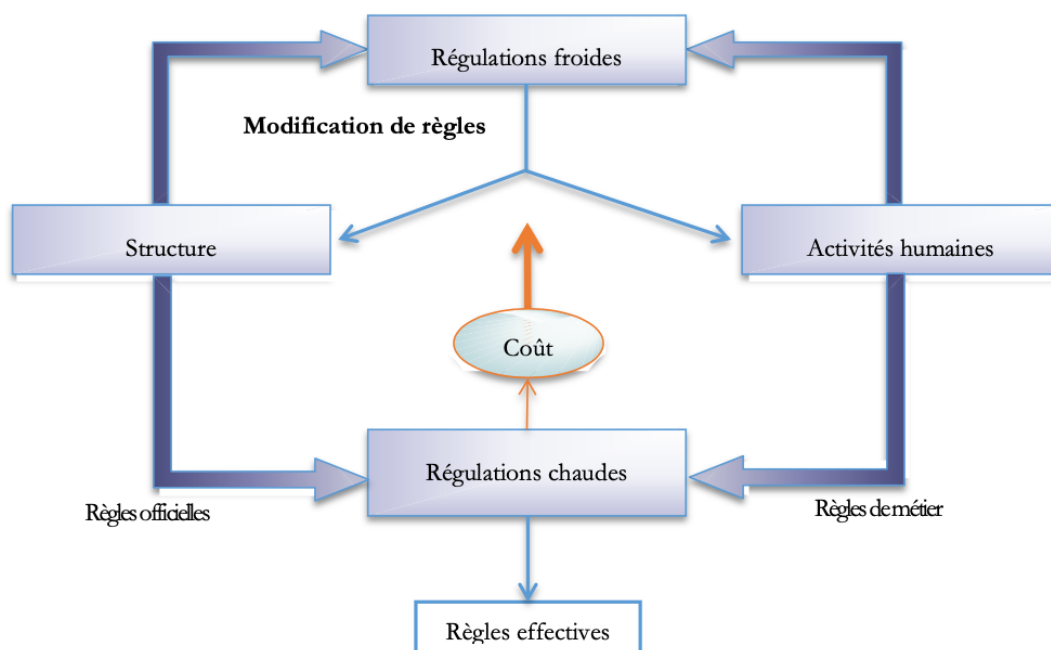 Régulations froides
Modification de règles
Structure
Activités humaines
Coût
Régulations chaudes
Règles officielles
Règles de métier
Règles effectives